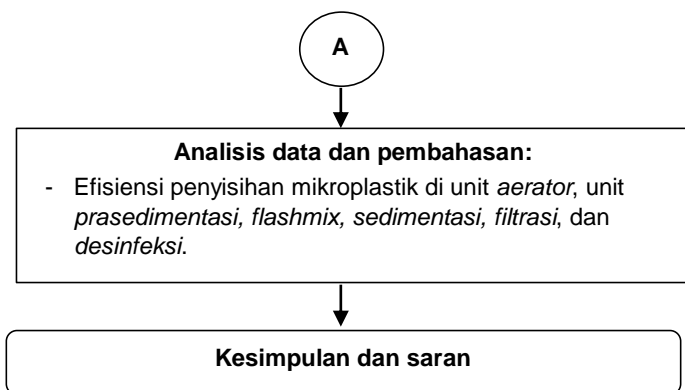 A
Analisis data dan pembahasan:
- Efisiensi penyisihan mikroplastik di unit aerator, unit
prasedimentasi, flashmix, sedimentasi, filtrasi, dan
desinfeksi.
Kesimpulan dan saran